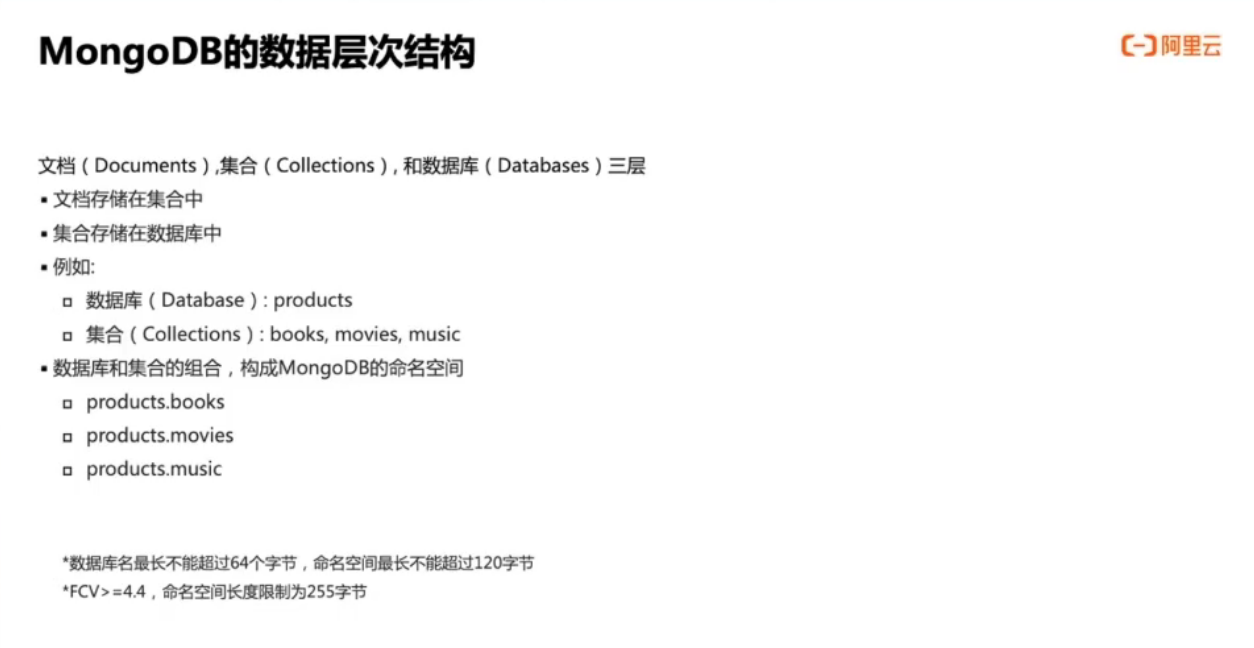 MongoDB的数据层次结构
阿里云
文档（Documents）,集合（Collections）, 和数据库（Databases）三层
▪ 文档存储在集合中
▪ 集合存储在数据库中
▪ 例如:
▫ 数据库（Database）: products
▫ 集合（Collections）: books, movies, music
▪ 数据库和集合的组合，构成MongoDB的命名空间
▫ products.books
▫ products.movies
▫ products.music
*数据库名最长不能超过64个字节，命名空间最长不能超过120字节
*FCV>=4.4，命名空间长度限制为255字节